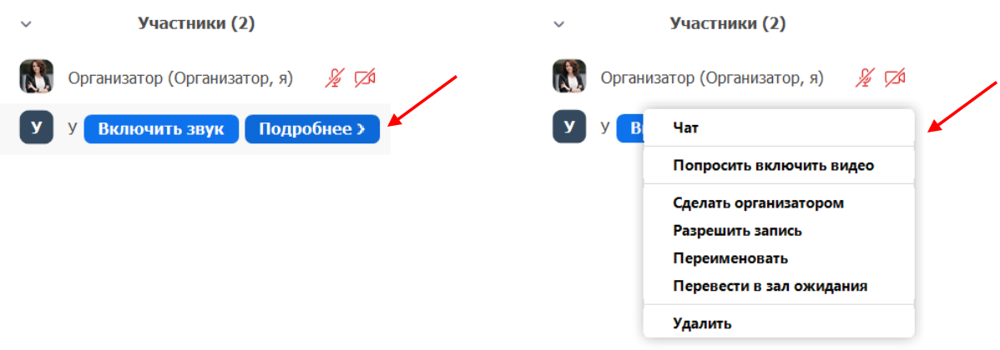 Участники (2)
Организатор (Организатор, я)
У У Включить звук Подробнее >
Участники (2)
Организатор (Организатор, я)
У У В
Чат
Попросить включить видео
Сделать организатором
Разрешить запись
Переименовать
Перевести в зал ожидания
Удалить